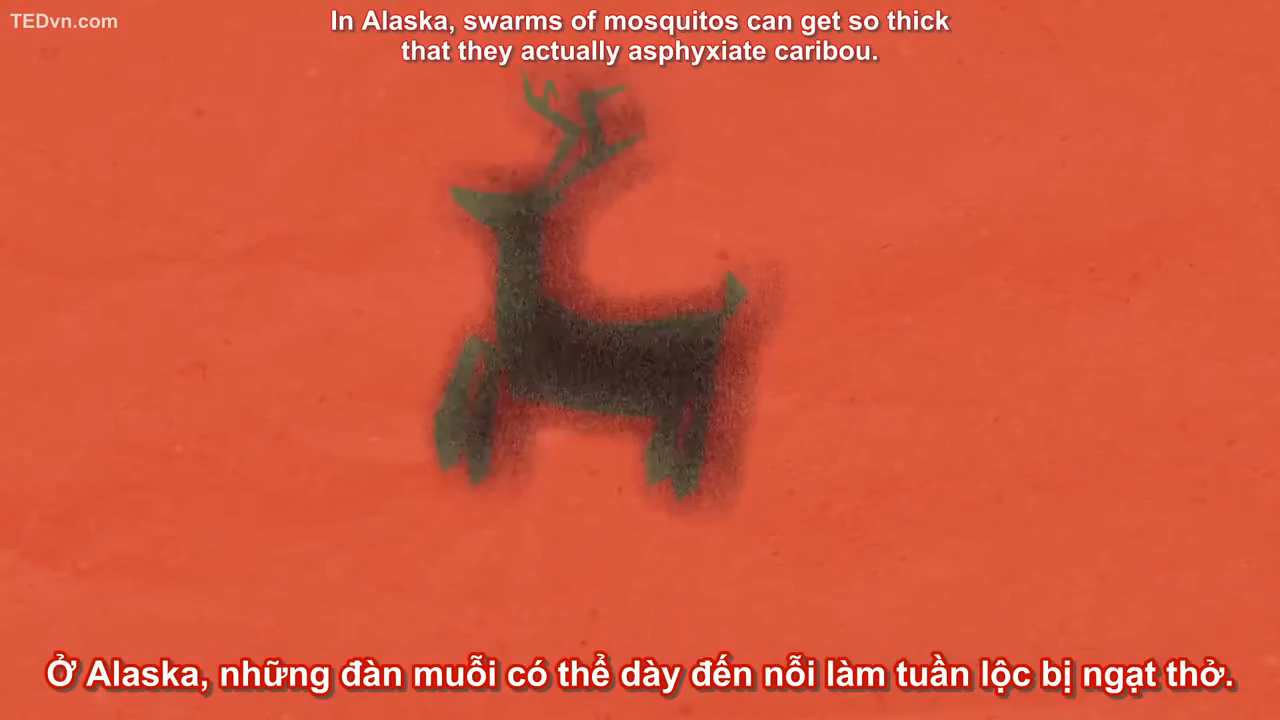 TEDvn.com
In Alaska, swarms of mosquitos can get so thick
that they actually asphyxiate caribou.
Ở Alaska, những đàn muỗi có thể dày đến nỗi làm tuần lộc bị ngạt thở.